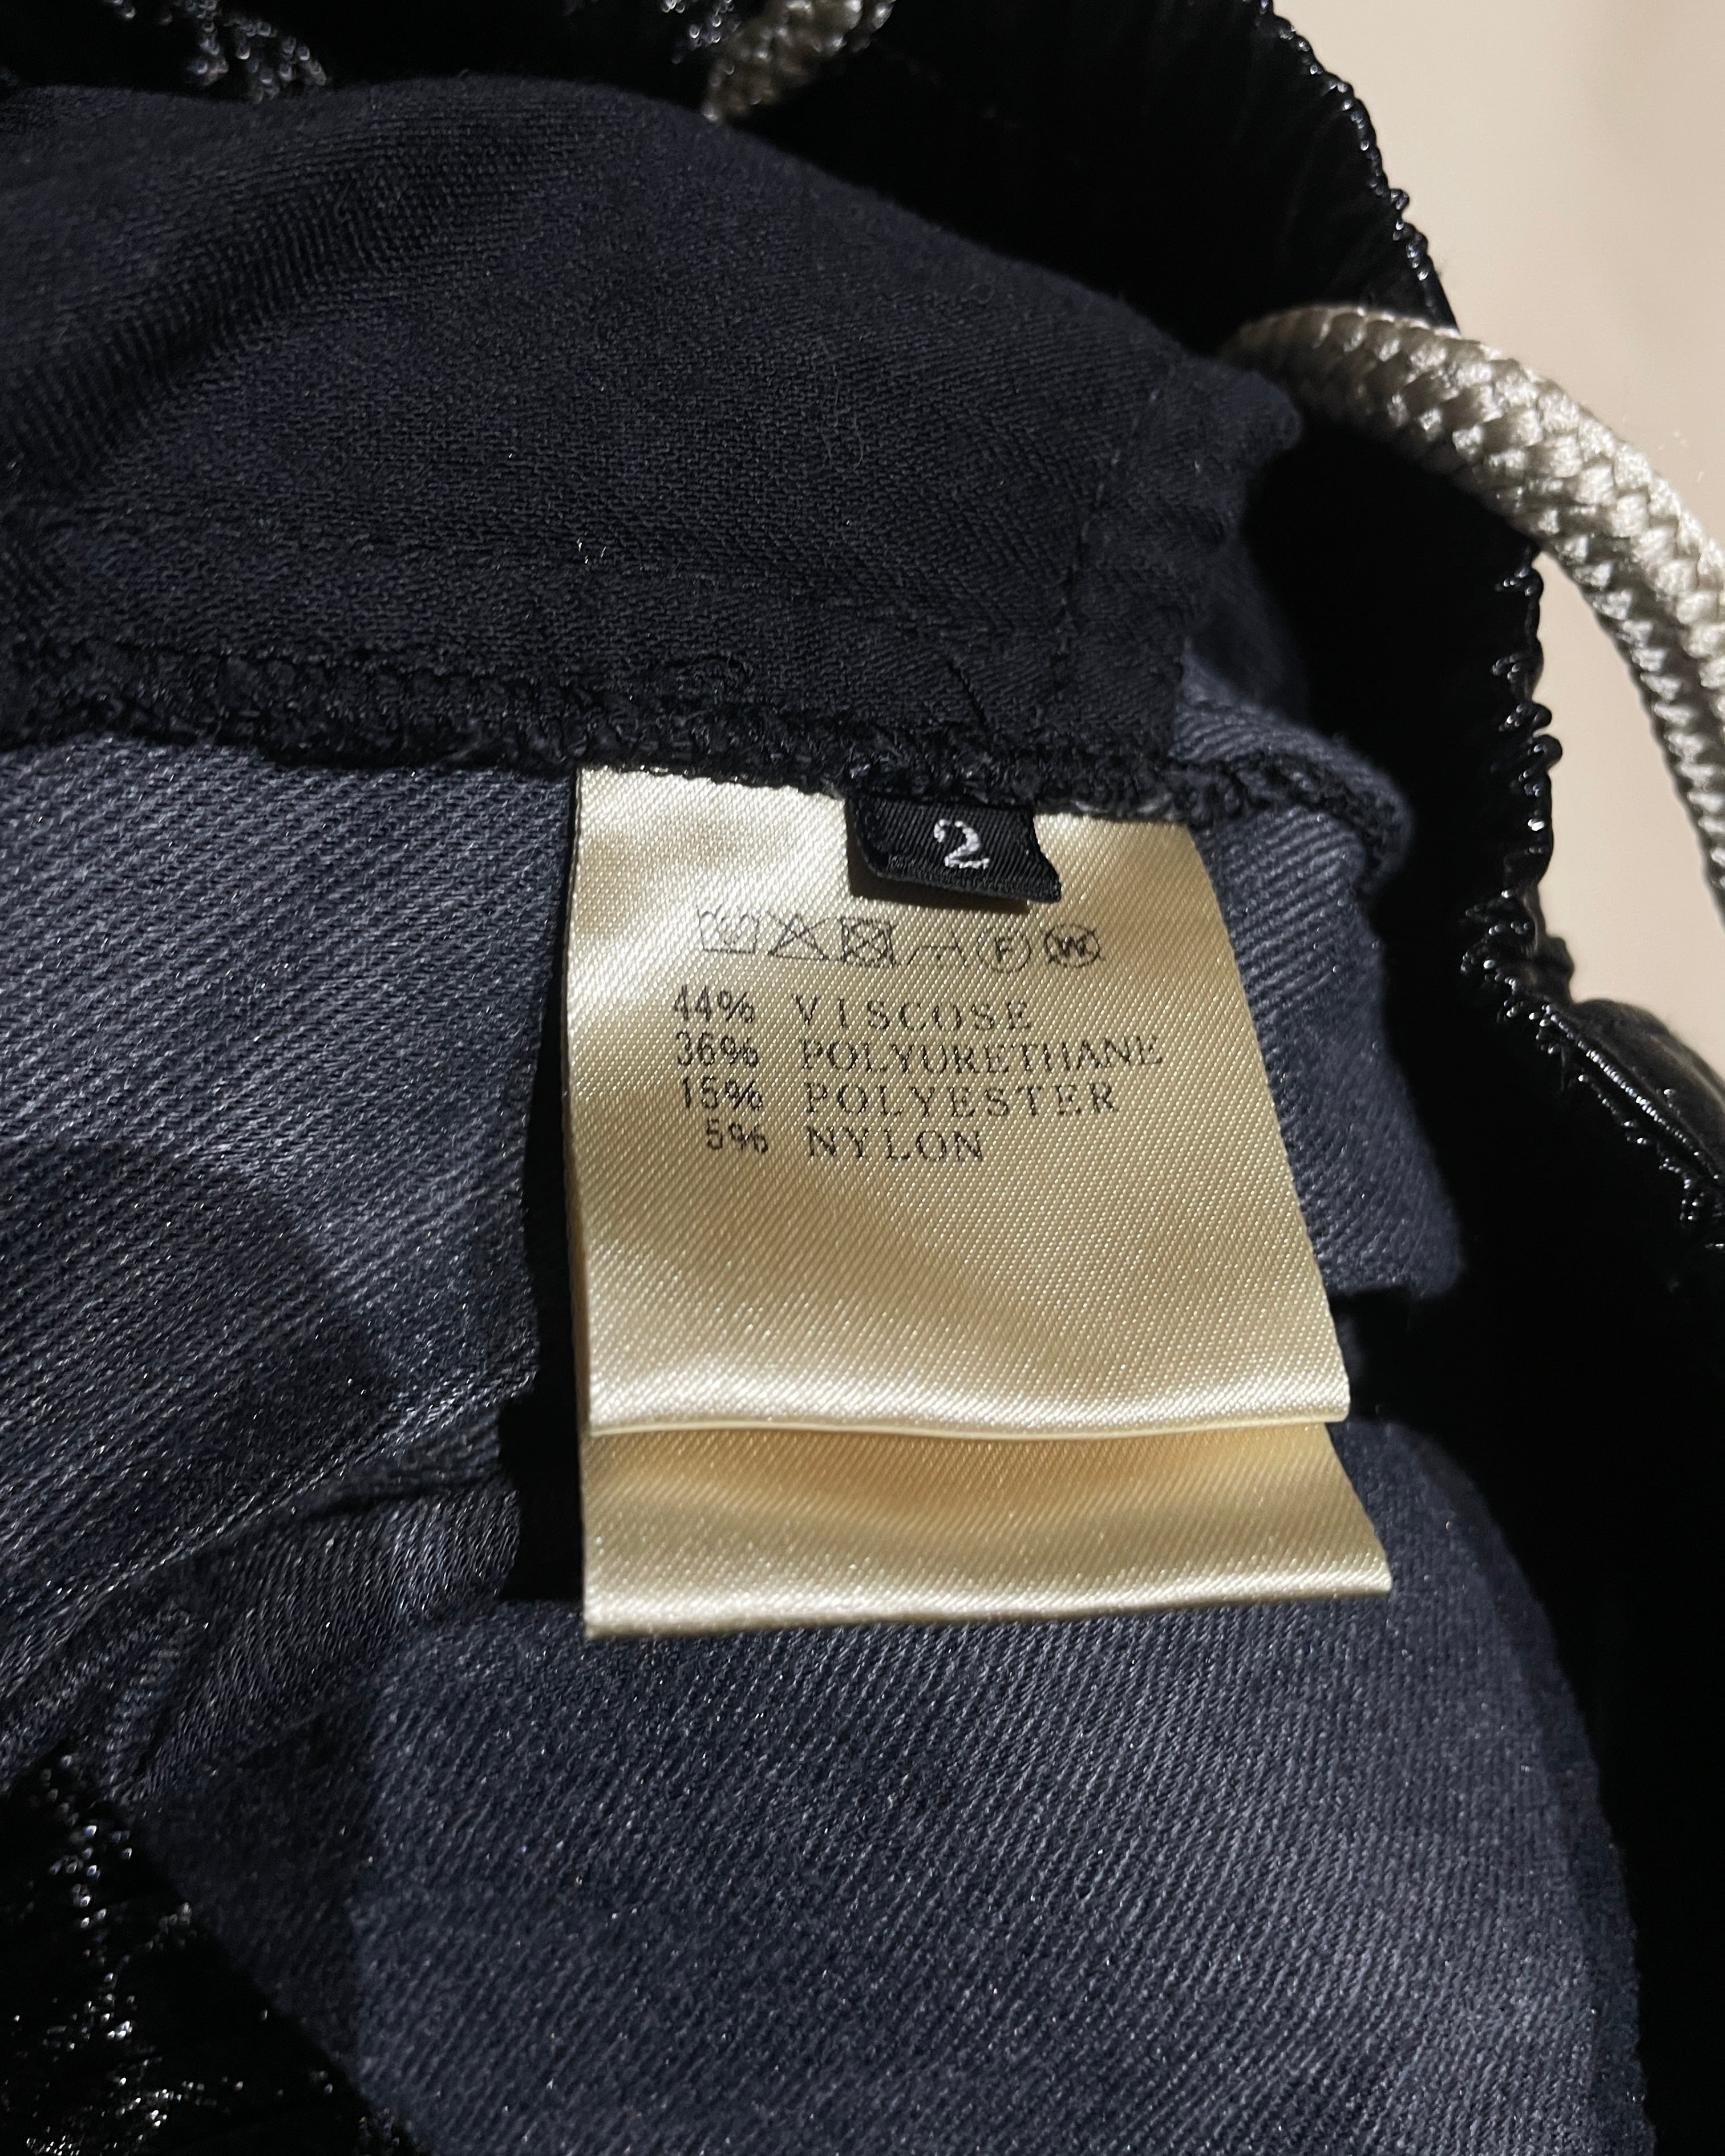 2
F W
44% VISCOSE
36% POLYURETHANE
15% POLYESTER
5% NYLON